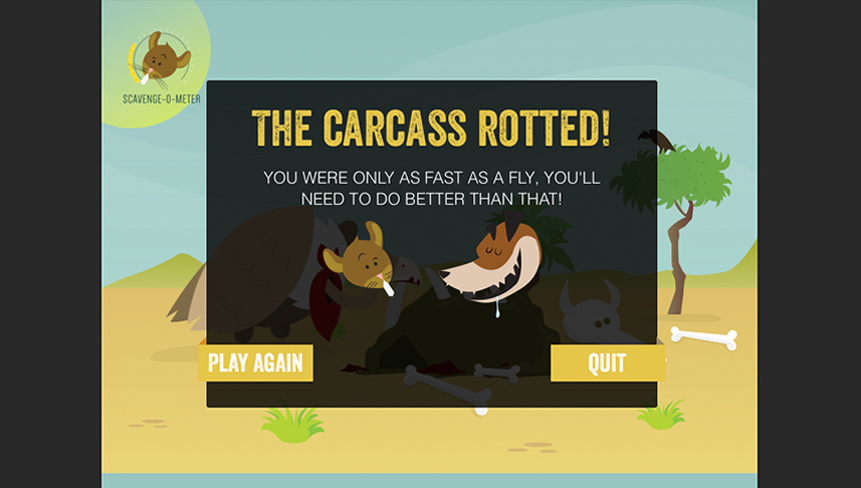 SCAVENGE-O-METER
THE CARCASS ROTTED!
YOU WERE ONLY AS FAST AS A FLY, YOU'LL
NEED TO DO BETTER THAN THAT!
PLAY AGAIN
QUIT